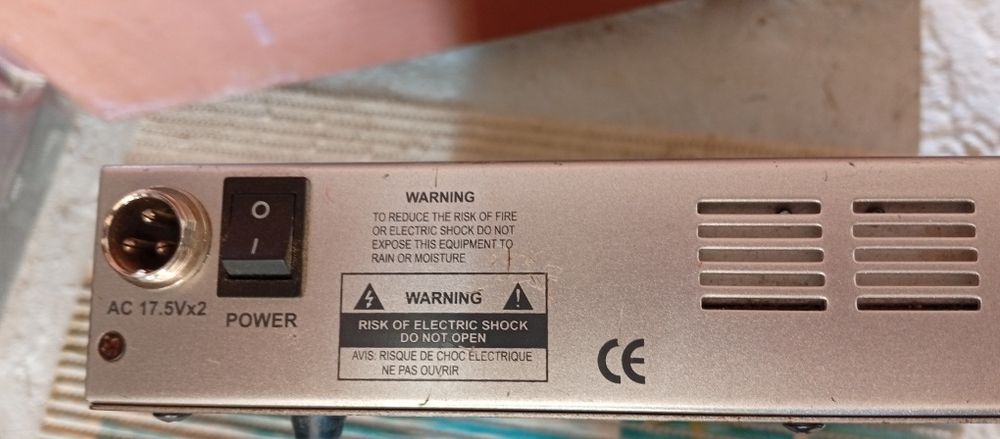 O
I
AC 17.5Vx2
POWER
WARNING
TO REDUCE THE RISK OF FIRE
OR ELECTRIC SHOCK DO NOT
EXPOSE THIS EQUIPMENT TO
RAIN OR MOISTURE
WARNING
RISK OF ELECTRIC SHOCK
DO NOT OPEN
AVIS: RISQUE DE CHOC ÉLECTRIQUE
NE PAS OUVRIR
CE